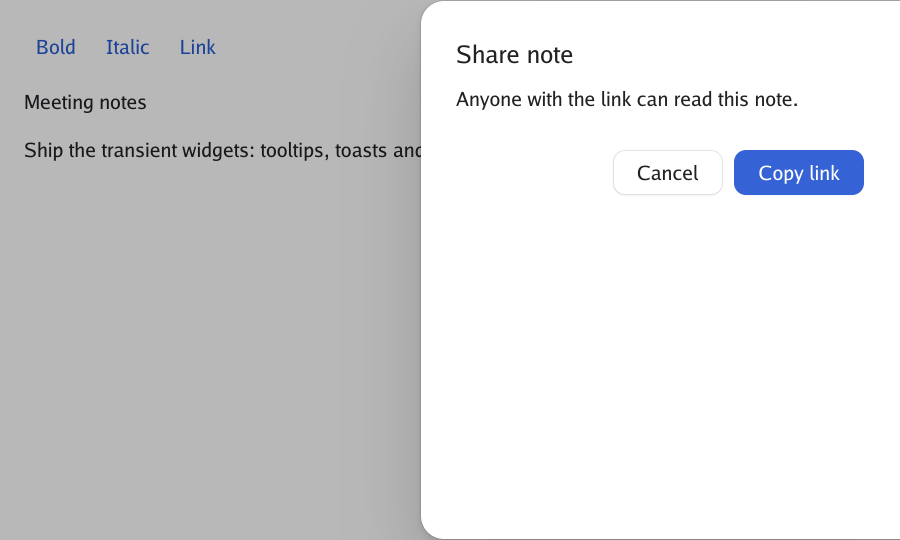 Bold Italic Link
Meeting notes
Ship the transient widgets: tooltips, toasts and
Share note
Anyone with the link can read this note.
Cancel Copy link